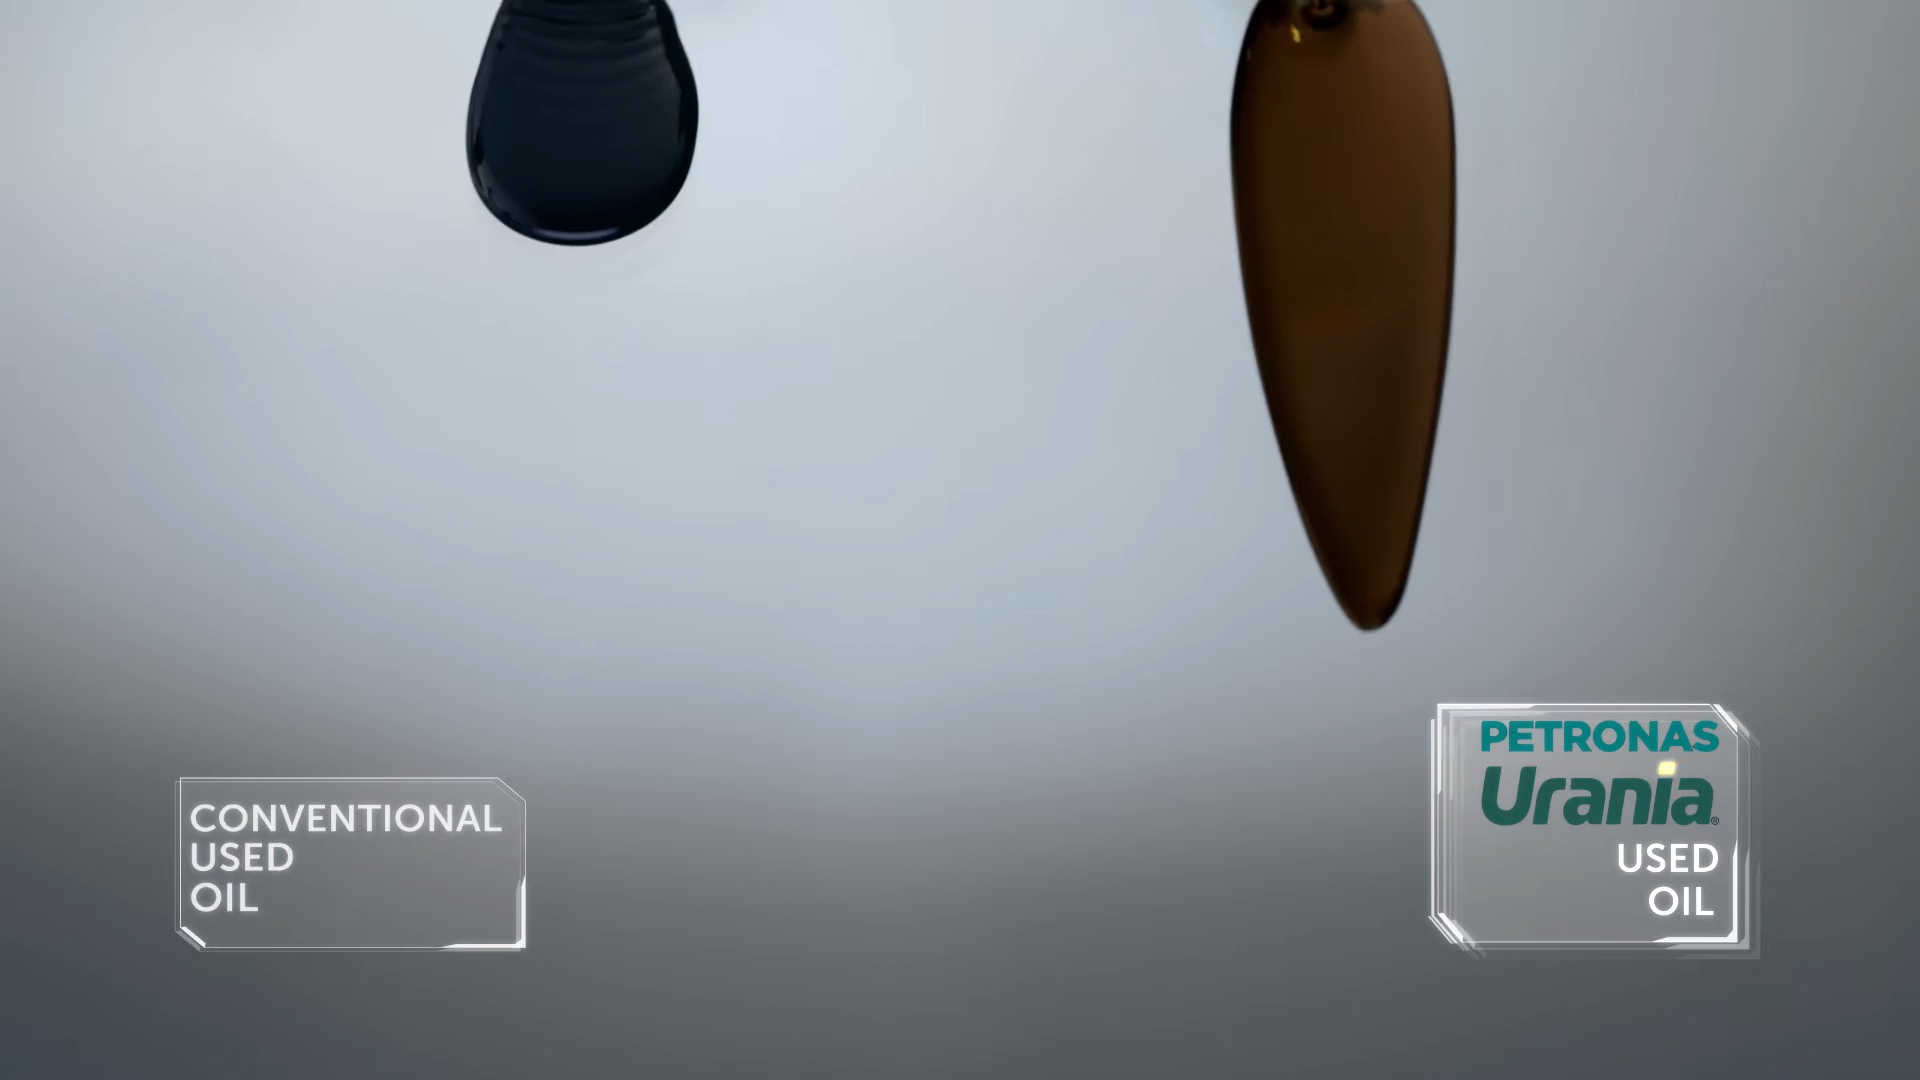 CONVENTIONAL
USED
OIL
PETRONAS
Urania®
USED
OIL